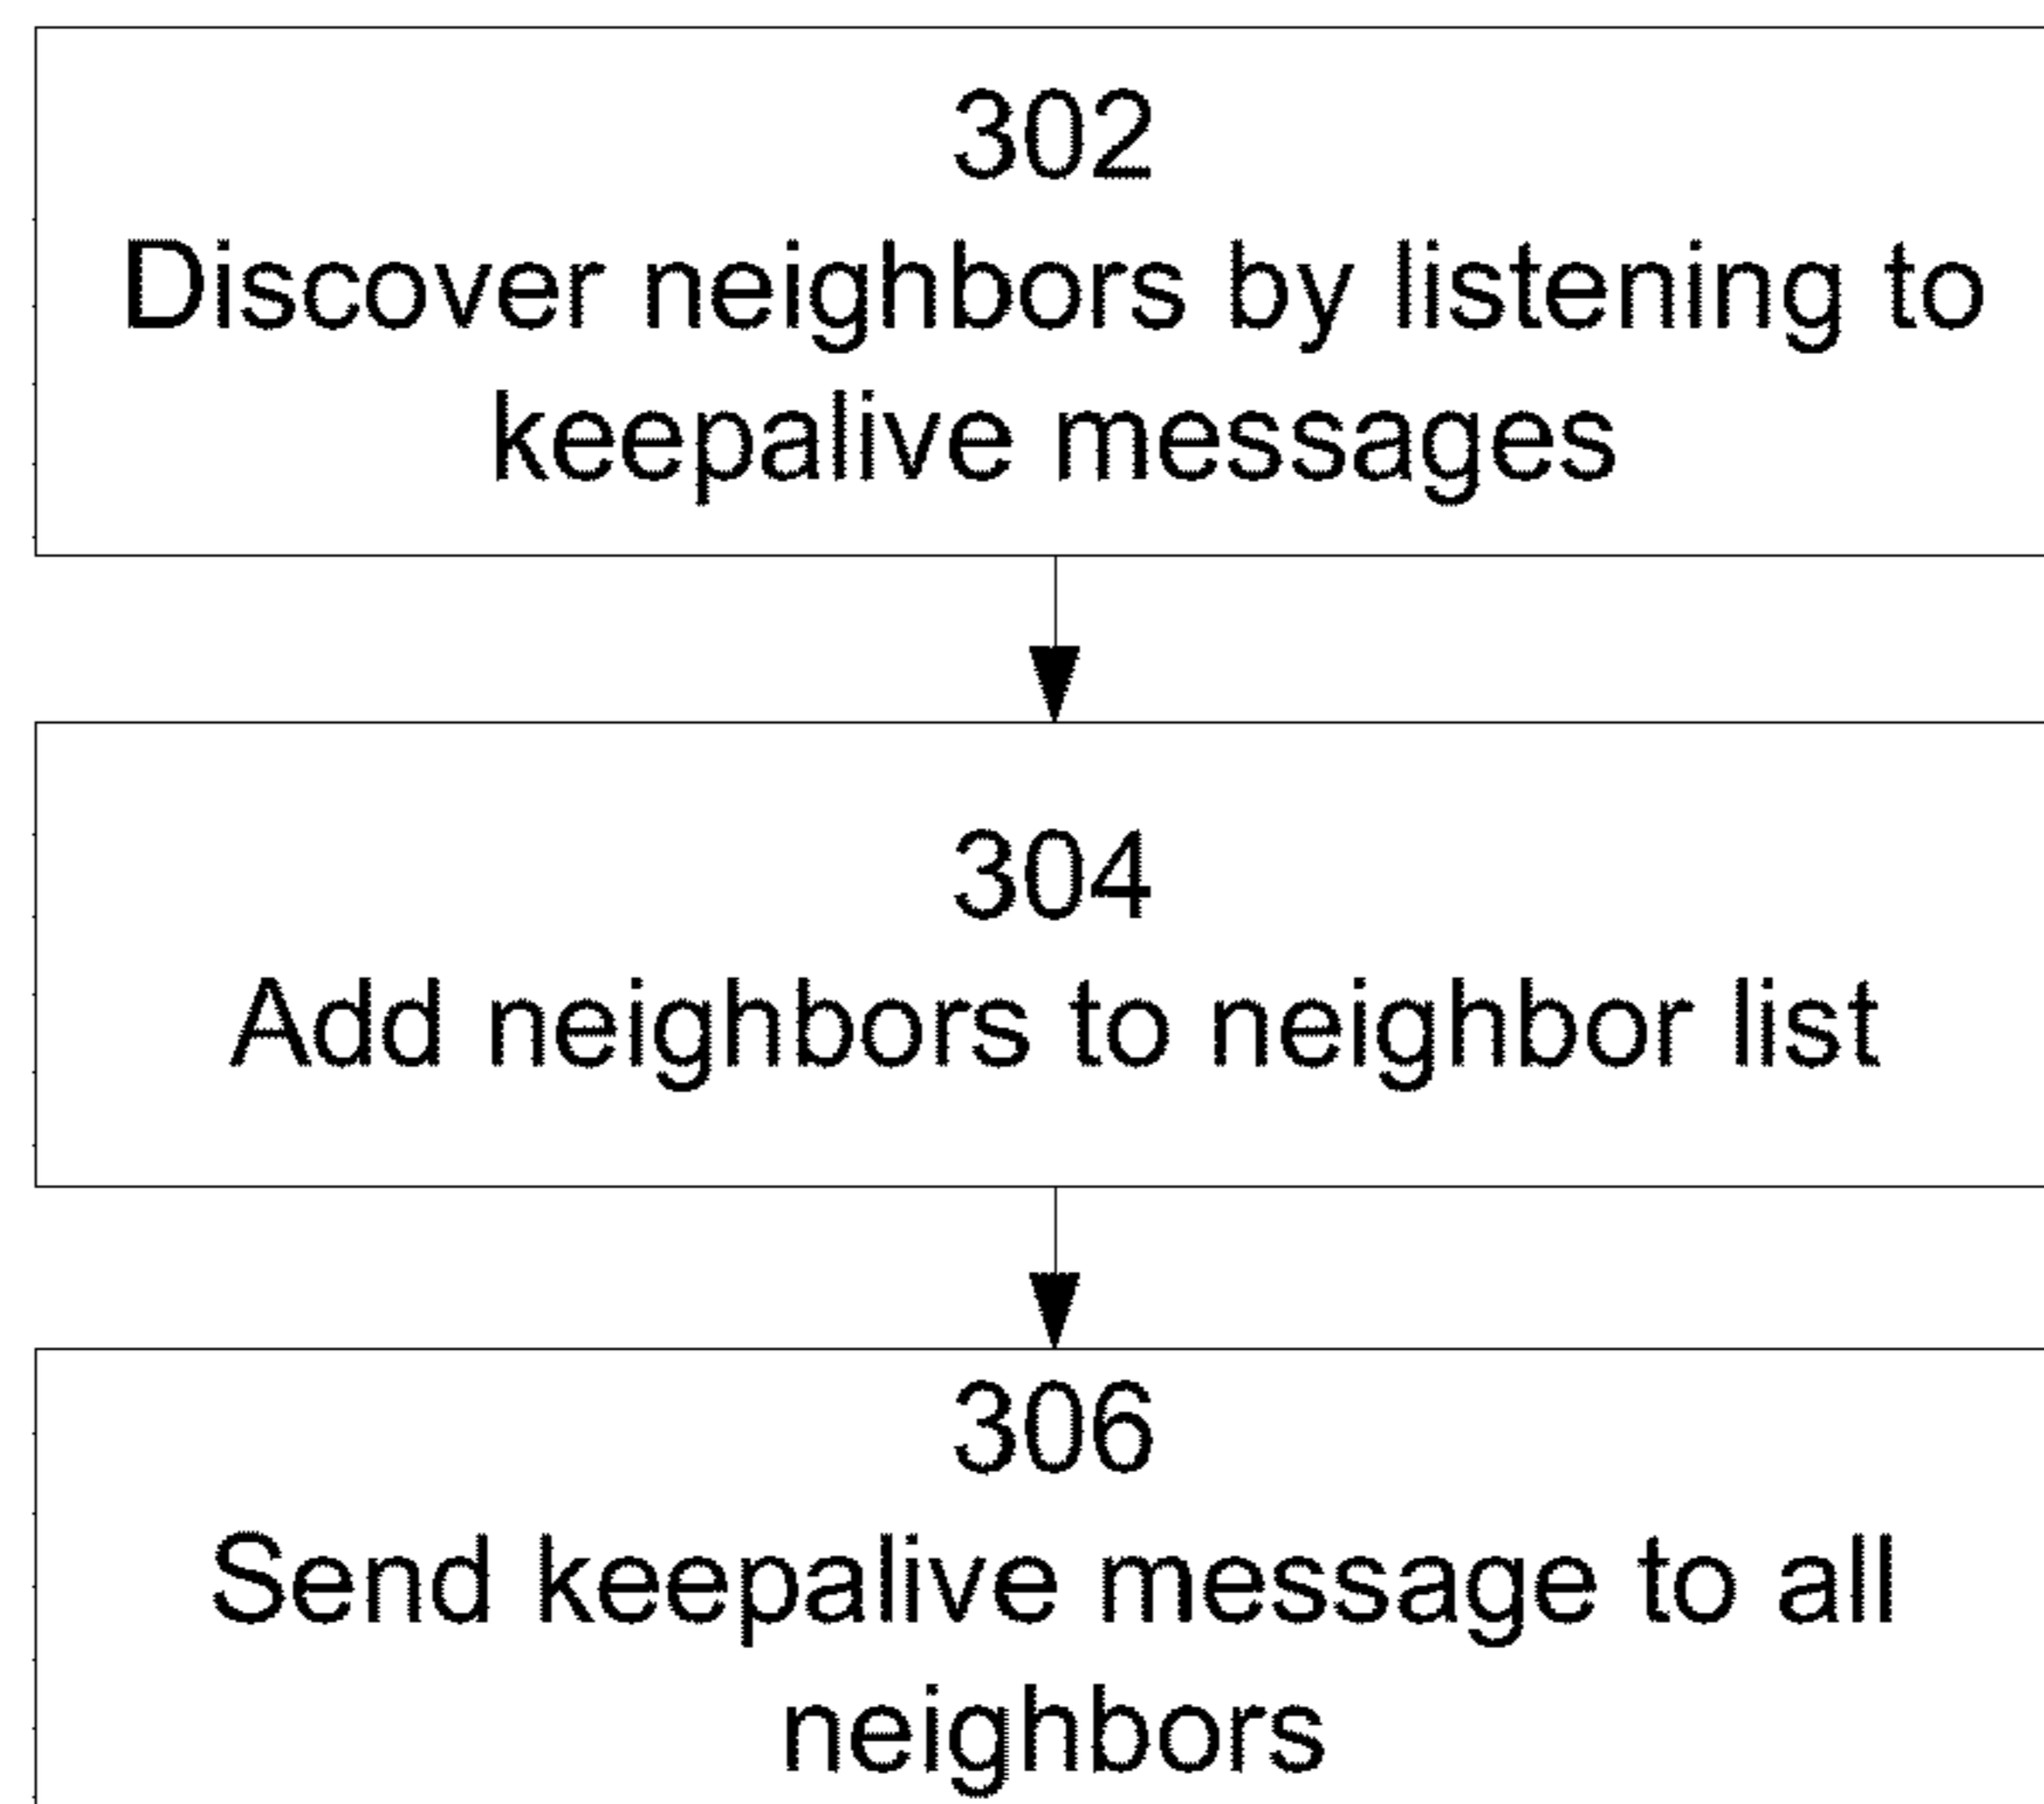 302
Discover neighbors by listening to
keepalive messages
304
Add neighbors to neighbor list
306
Send keepalive message to all
neighbors